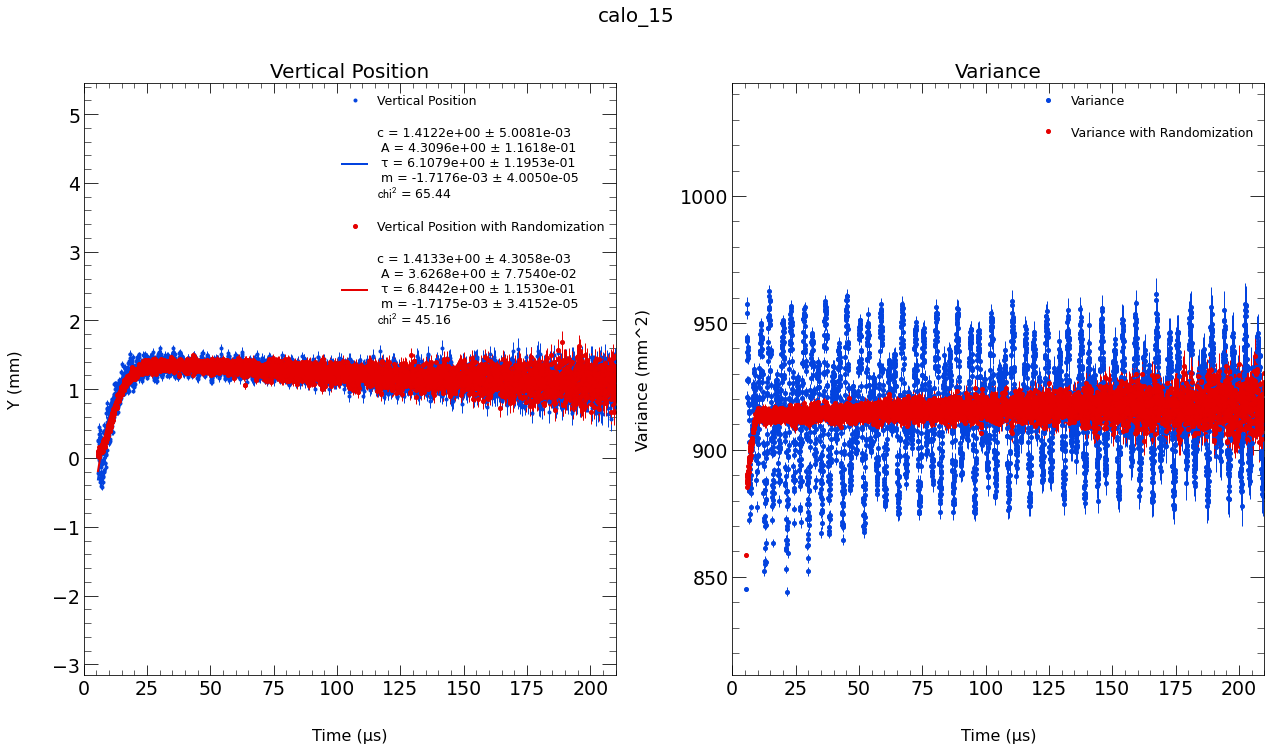 calo_15
Vertical Position
Vertical Position
c = 1.4122e+00 ± 5.0081e-03
A = 4.3096e+00 ± 1.1618e-01
τ = 6.1079e+00 ± 1.1953e-01
m = -1.7176e-03 ± 4.0050e-05
chi² = 65.44
Vertical Position with Randomization
c = 1.4133e+00 ± 4.3058e-03
A = 3.6268e+00 ± 7.7540e-02
τ = 6.8442e+00 ± 1.1530e-01
m = -1.7175e-03 ± 3.4152e-05
chi² = 45.16
5
4
3
2
1
0
−1
−2
−3
Y (mm)
0 25 50 75 100 125 150 175 200
Time (μs)
Variance
Variance
Variance with Randomization
1000
950
900
850
Variance (mm^2)
0 25 50 75 100 125 150 175 200
Time (μs)